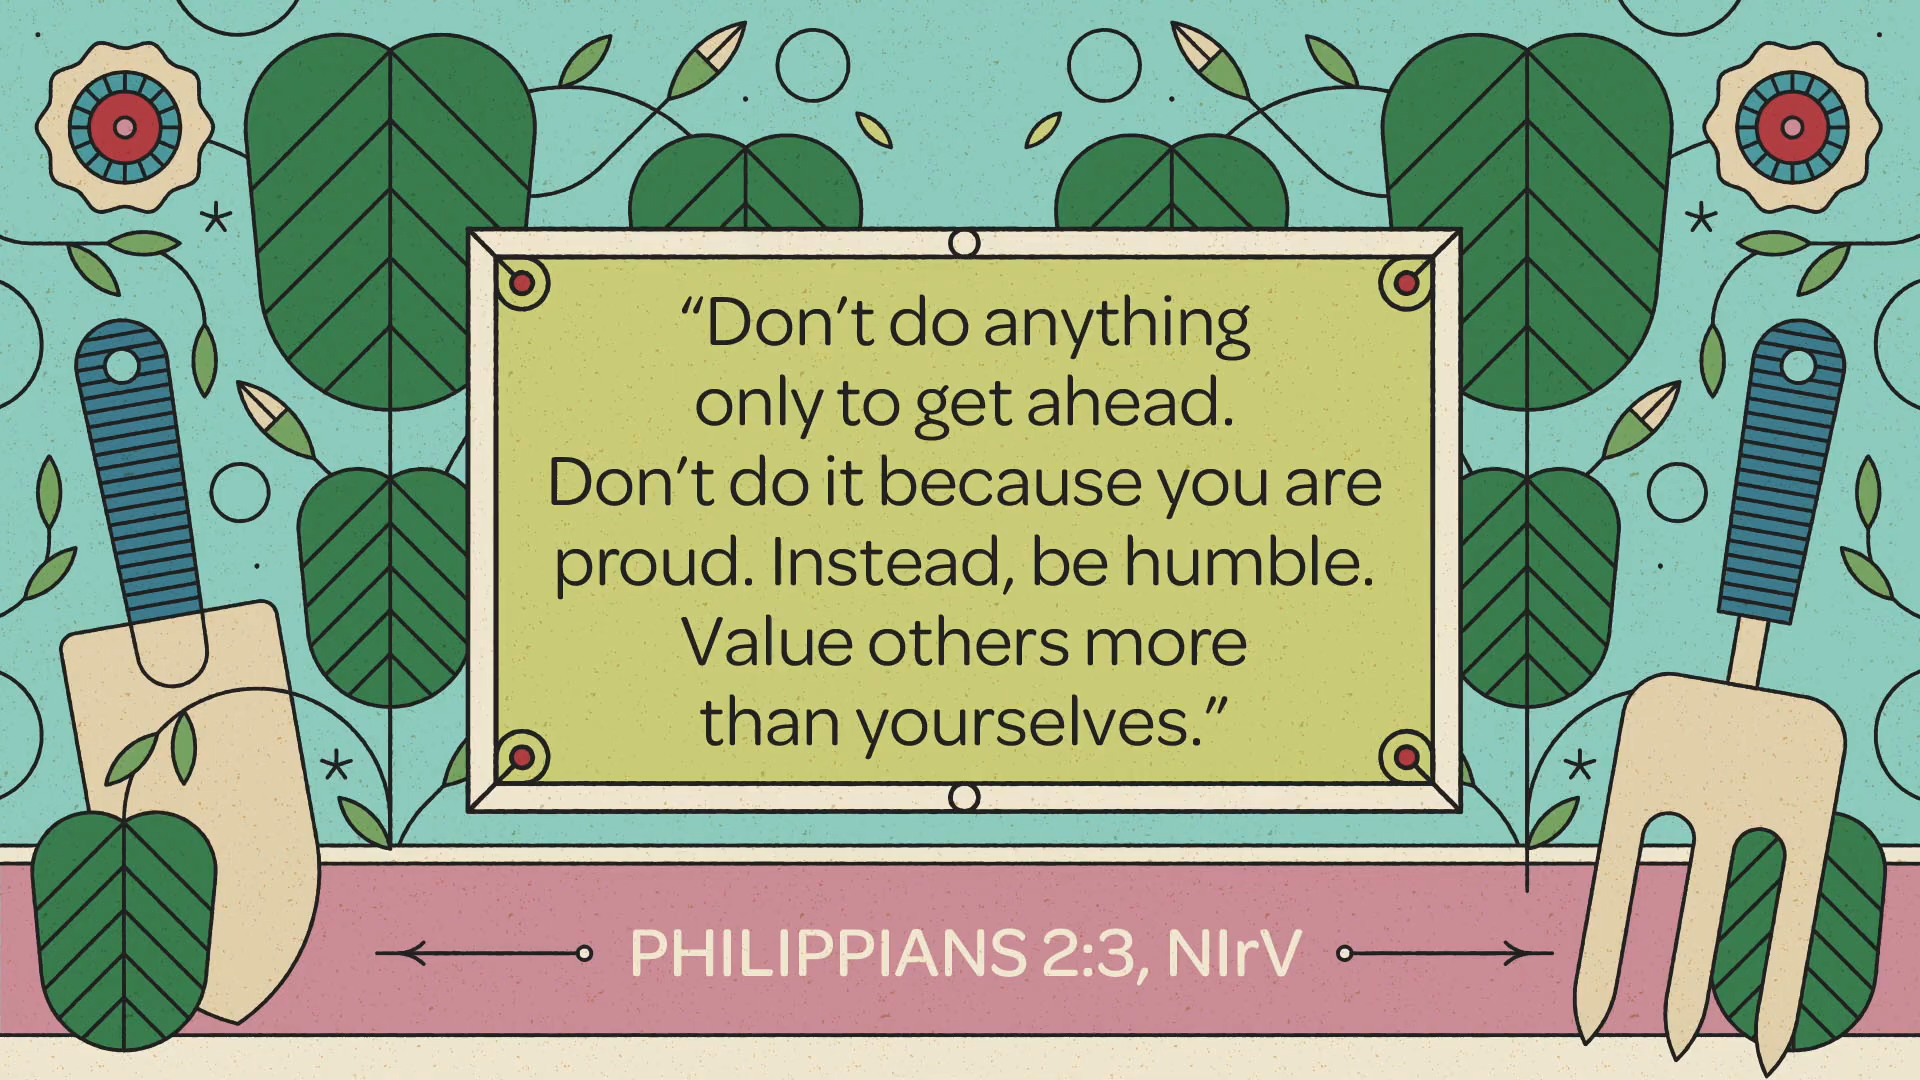 “Don’t do anything
only to get ahead.
Don’t do it because you are
proud. Instead, be humble.
Value others more
than yourselves.”
PHILIPPIANS 2:3, NIrV